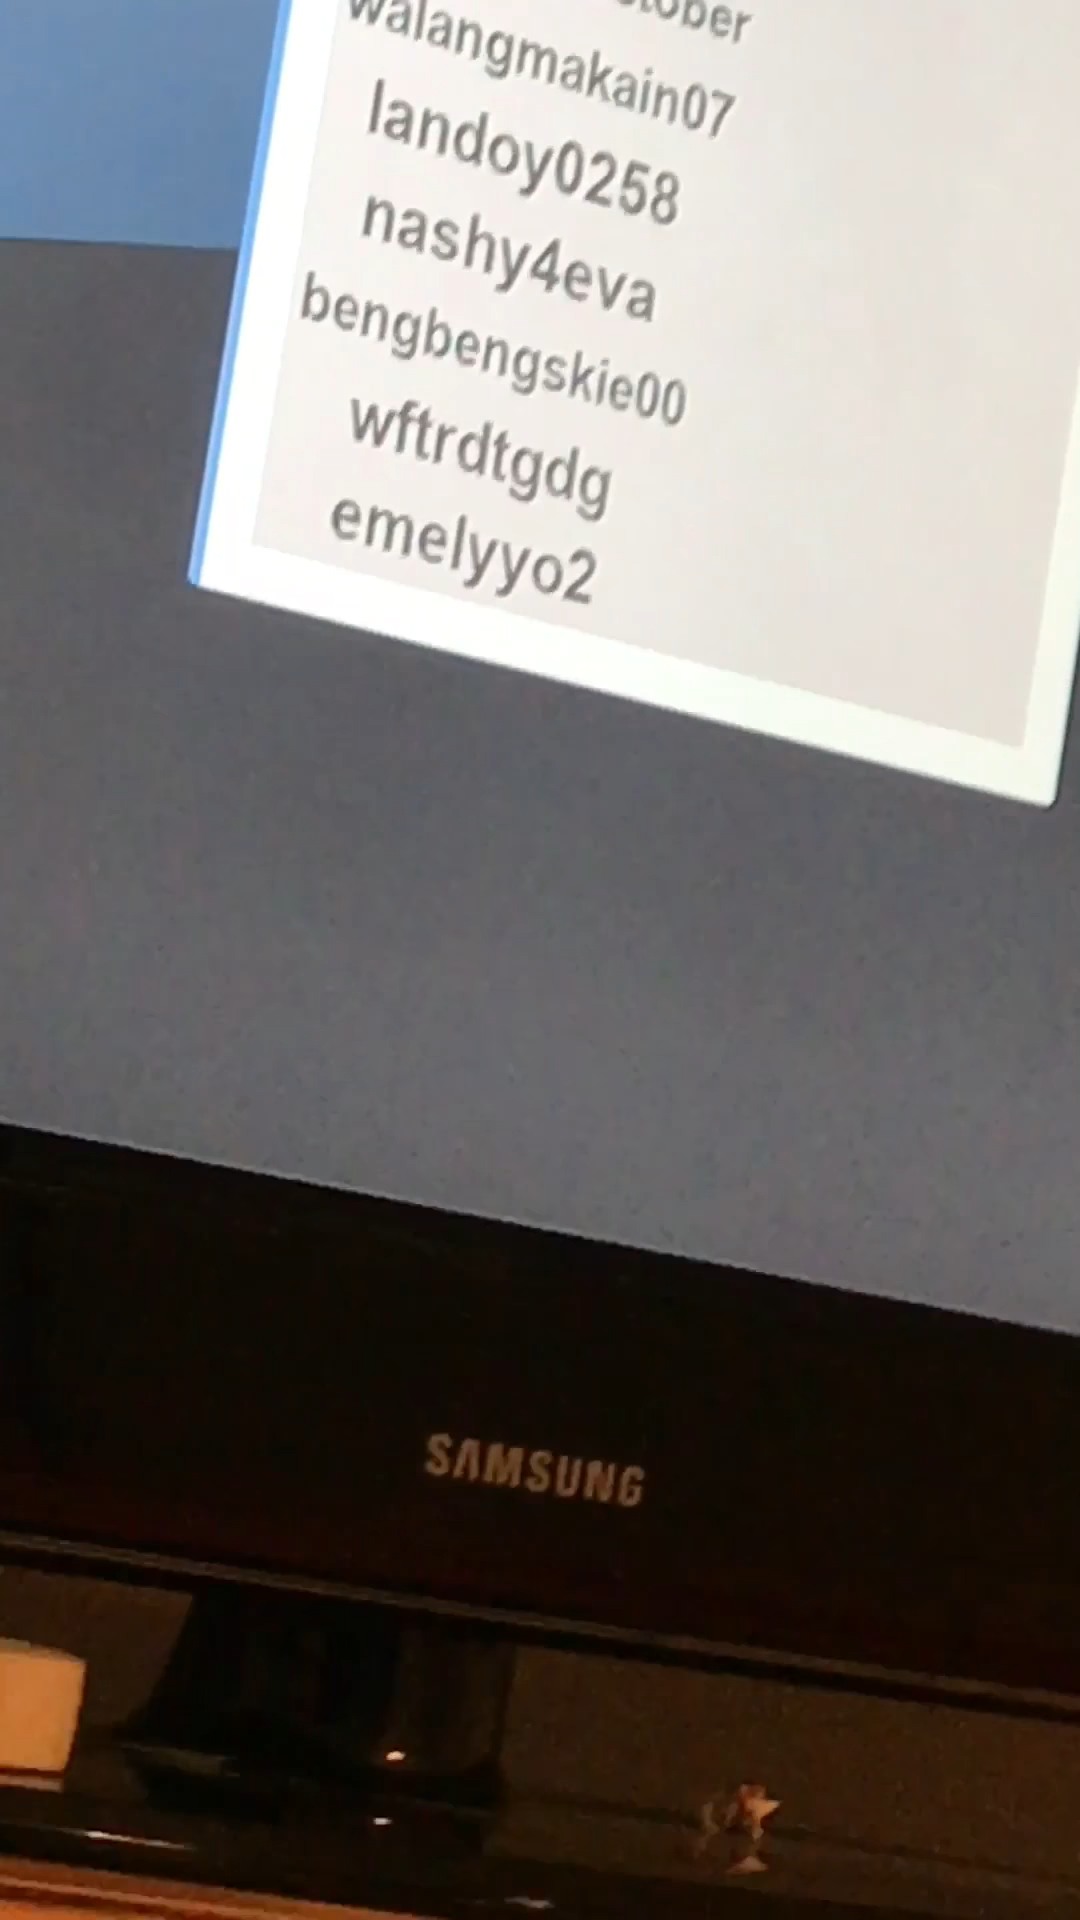 walangmakain07
landoy0258
nashy4eva
bengbengskie00
wftrdtgdg
emelyyo2
SAMSUNG